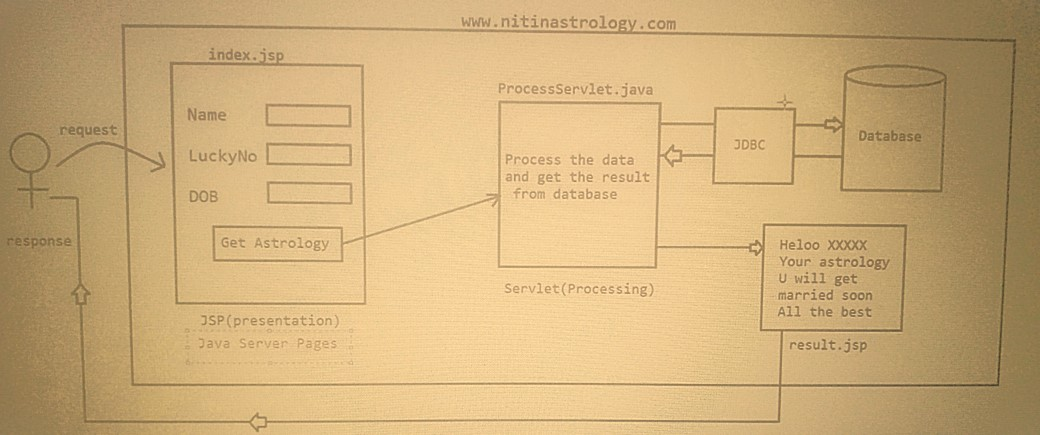 www.nitinastrology.com
index.jsp
request
Name
LuckyNo
DOB
Get Astrology
response
JSP(presentation)
Java Server Pages
ProcessServlet.java
Process the data
and get the result
from database
Servlet(Processing)
JDBC
Database
Heloo XXXXX
Your astrology
U will get
married soon
All the best
result.jsp